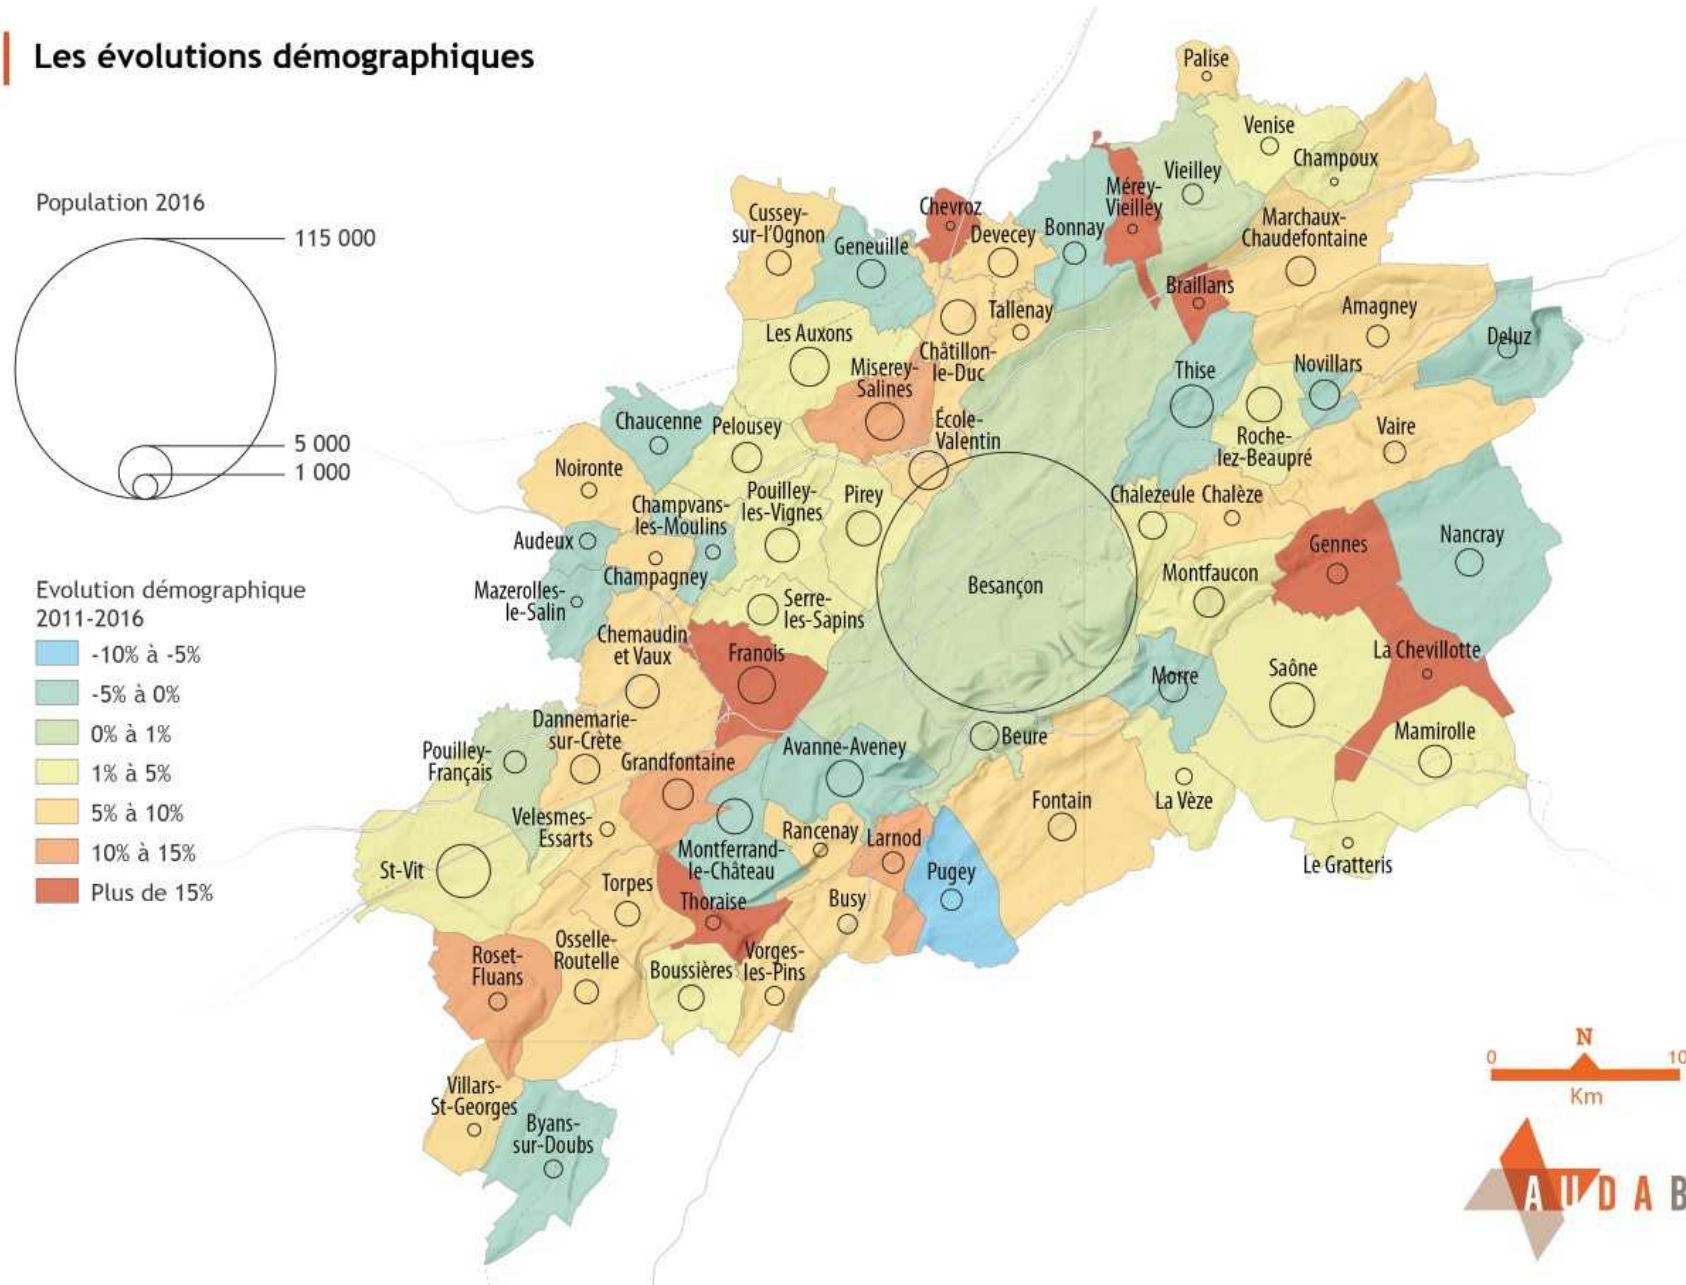 Les évolutions démographiques
Population 2016
115 000
5 000
1 000
Evolution démographique
2011-2016
-10% à -5%
-5% à 0%
0% à 1%
1% à 5%
5% à 10%
10% à 15%
Plus de 15%
Palise
Venise
Champoux
Vieilley
Mérey-
Vieilley
Marchaux-
Chaudefontaine
Chevroz
Cussey-
sur-l'Ognon
Geneuille
Devecey
Bonnay
Braillans
Amagney
Deluz
Tallenay
Les Auxons
Châtillon-
le-Duc
Miserey-
Salines
Thise
Novillars
Chaucenne
Pelousey
École-
Valentin
Roche-
lez-Beaupré
Vaire
Noironte
Champvans-
les-Moulins
Pouilley-
les-Vignes
Pirey
Chalezeule
Chalèze
Audeux
Champagney
Nancray
Gennes
Mazerolles-
le-Salin
Serre-
les-Sapins
Besançon
Montfaucon
Chemaudin
et Vaux
Franois
La Chevillotte
Saône
Morre
Dannemarie-
sur-Crète
Pouilley-
Français
Grandfontaine
Avanne-Aveney
Beure
Mamirolle
Velesmes-
Essarts
La Vèze
Fontain
Rancenay
Larnod
Montferrand-
le-Château
Le Gratteris
St-Vit
Pugey
Torpes
Thoraise
Busy
Osselle-
Routelle
Vorges-
les-Pins
Boussières
Roset-
Fluans
Villars-
St-Georges
Byans-
sur-Doubs
N
0
10
Km
AUDAB